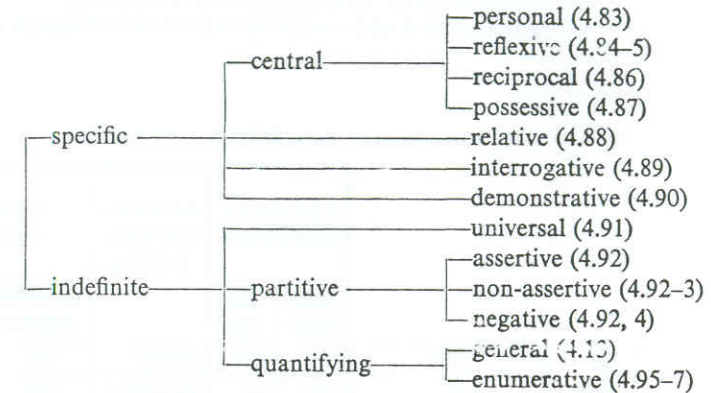 personal (4.83)
reflexive (4.84–5)
central
reciprocal (4.86)
possessive (4.87)
specific
relative (4.88)
interrogative (4.89)
demonstrative (4.90)
universal (4.91)
assertive (4.92)
indefinite
partitive
non-assertive (4.92–3)
negative (4.92, 4)
general
quantifying
enumerative (4.95–7)